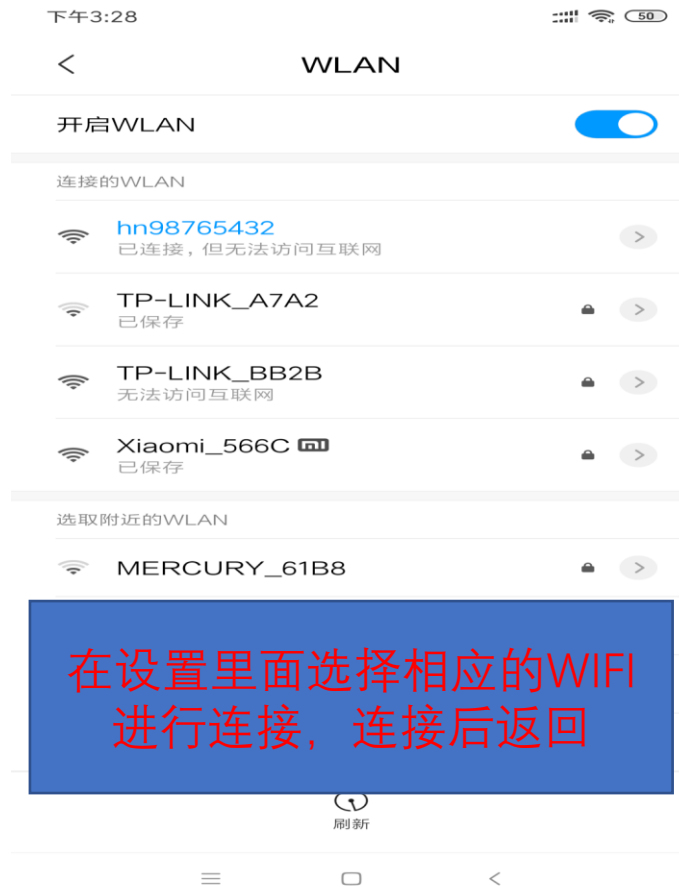 下午3:28
50
WLAN
开启WLAN
连接的WLAN
hn98765432
已连接，但无法访问互联网
TP-LINK_A7A2
已保存
TP-LINK_BB2B
无法访问互联网
Xiaomi_566C mi
已保存
选取附近的WLAN
MERCURY_61B8
在设置里面选择相应的WIFI
进行连接，连接后返回
刷新